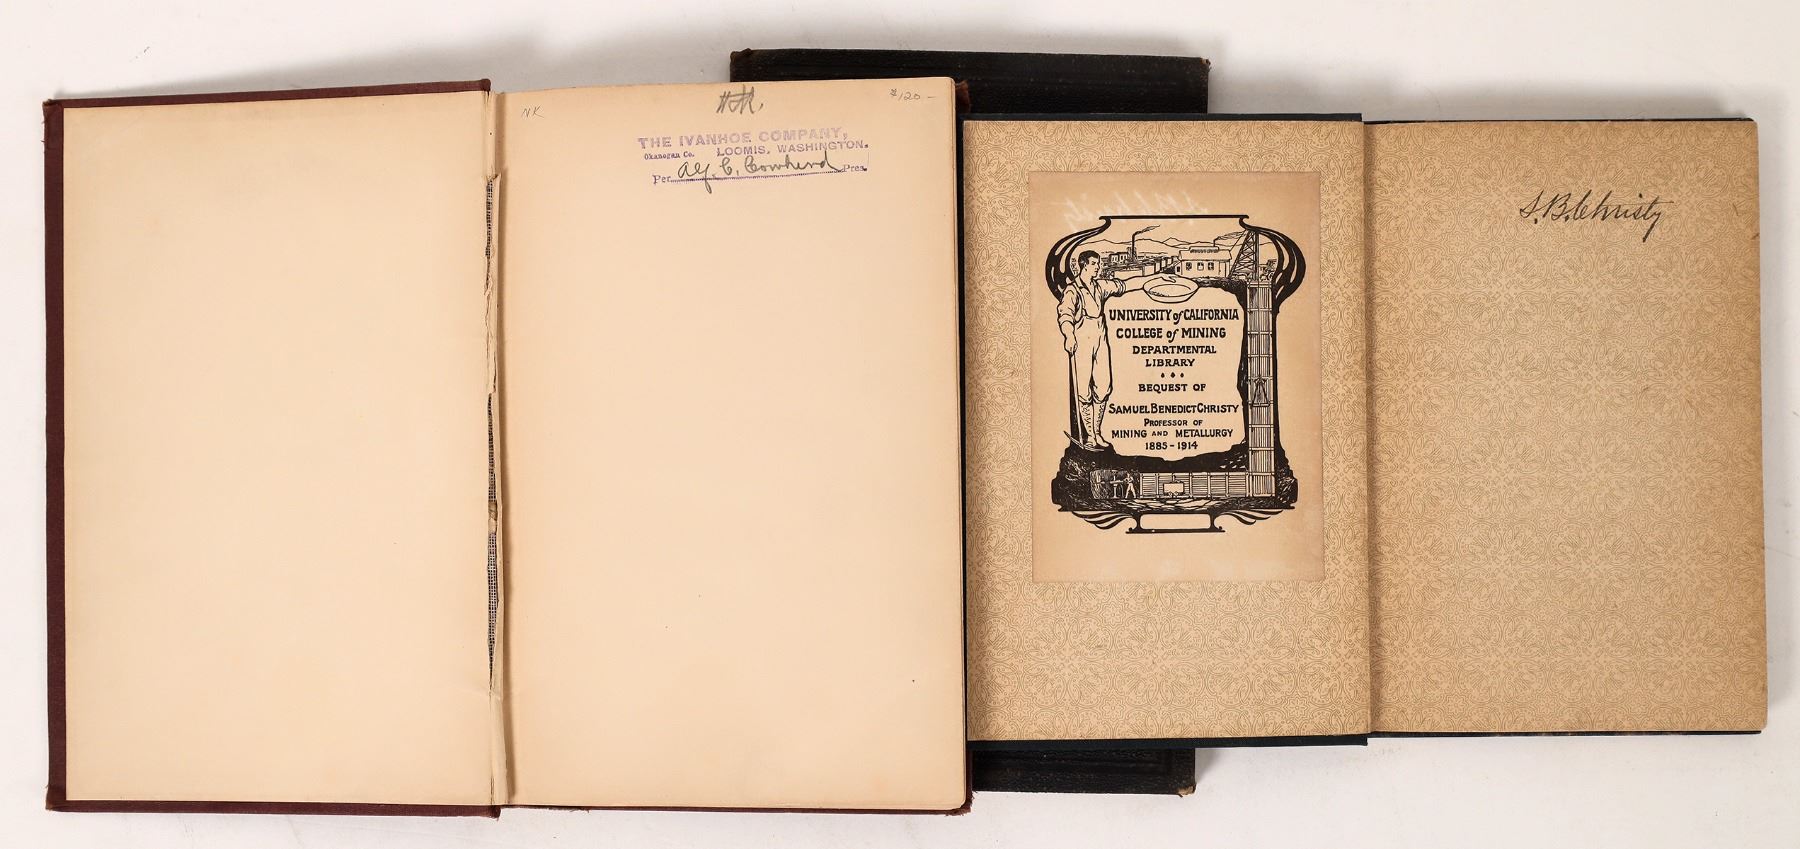 NK
$120-
THE IVANHOE COMPANY,
Okanogan Co. LOOMIS, WASHINGTON.
Per Alf. C. Cowherd Pres.
UNIVERSITY of CALIFORNIA
COLLEGE of MINING
DEPARTMENTAL
LIBRARY
BEQUEST OF
SAMUEL BENEDICT CHRISTY
PROFESSOR OF
MINING AND METALLURGY
1885-1914
S. B. Christy